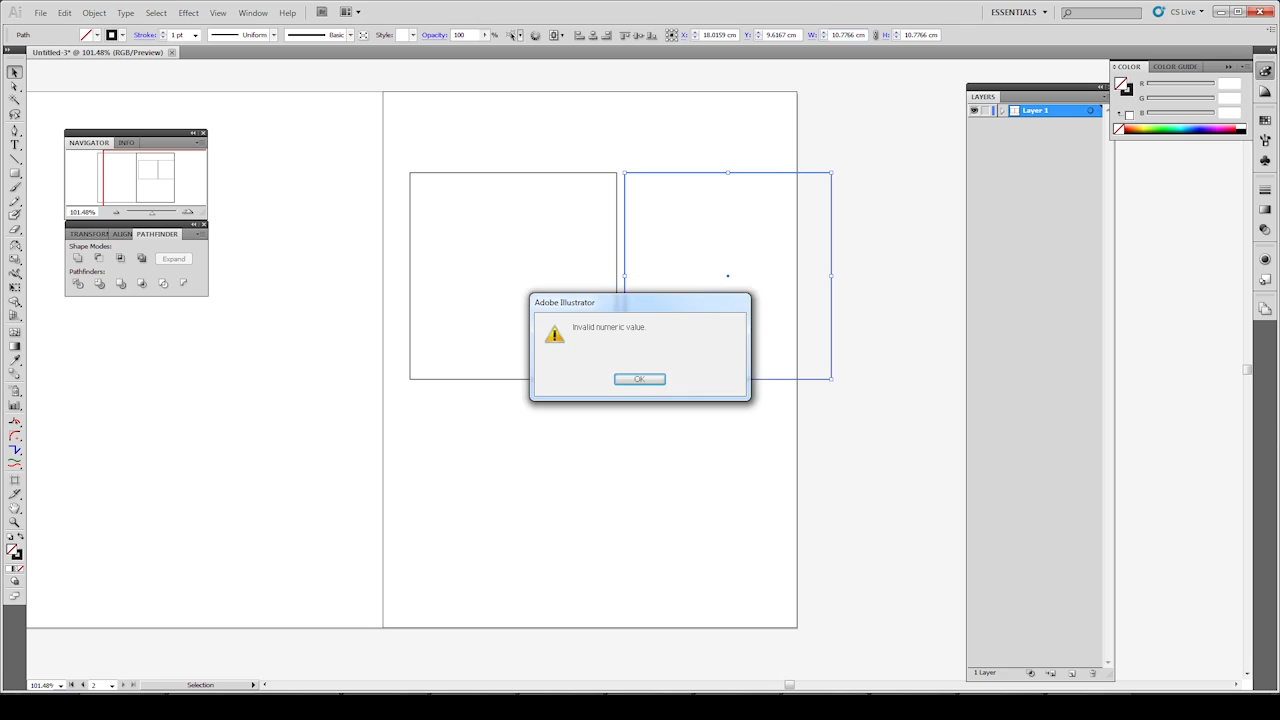 Ai File Edit Object Type Select Effect View Window Help Br ESSENTIALS CS Live
Path Stroke: 1 pt Uniform Basic Style: Opacity: 100 % X: 18.0159 cm Y: 9.6167 cm W: 10.7766 cm H: 10.7766 cm
Untitled-3* @ 101.48% (RGB/Preview)
COLOR COLOR GUIDE
R
G
B
LAYERS
Layer 1
NAVIGATOR INFO
101.48%
TRANSFORM ALIGN PATHFINDER
Shape Modes:
Expand
Pathfinders:
Adobe Illustrator
Invalid numeric value.
OK
1 Layer
101.48% 2 Selection